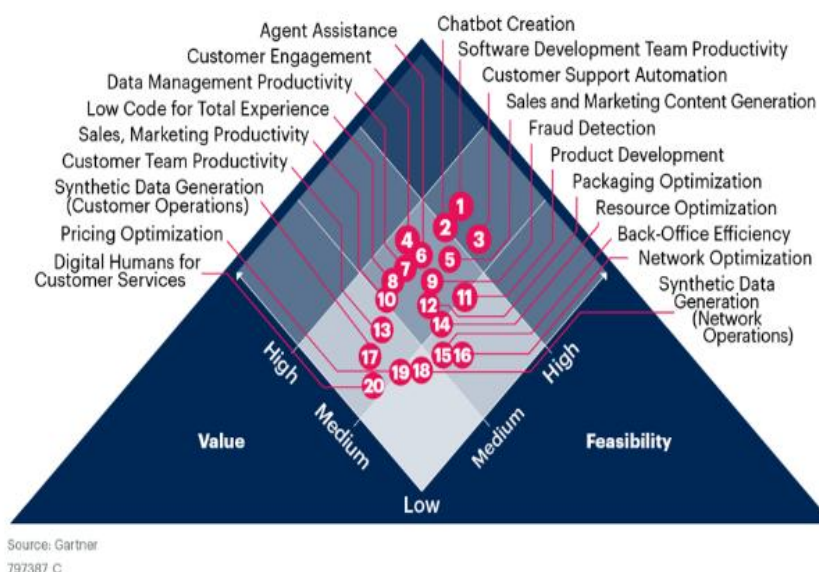 Agent Assistance
Customer Engagement
Data Management Productivity
Low Code for Total Experience
Sales, Marketing Productivity
Customer Team Productivity
Synthetic Data Generation
(Customer Operations)
Pricing Optimization
Digital Humans for
Customer Services
Chatbot Creation
Software Development Team Productivity
Customer Support Automation
Sales and Marketing Content Generation
Fraud Detection
Product Development
Packaging Optimization
Resource Optimization
Back-Office Efficiency
Network Optimization
Synthetic Data
Generation
(Network
Operations)
1
2
3
4
5
6
7
8
9
10
11
12
13
14
15
16
17
18
19
20
High
Medium
Value
High
Medium
Feasibility
Low
Source: Gartner
797387_C